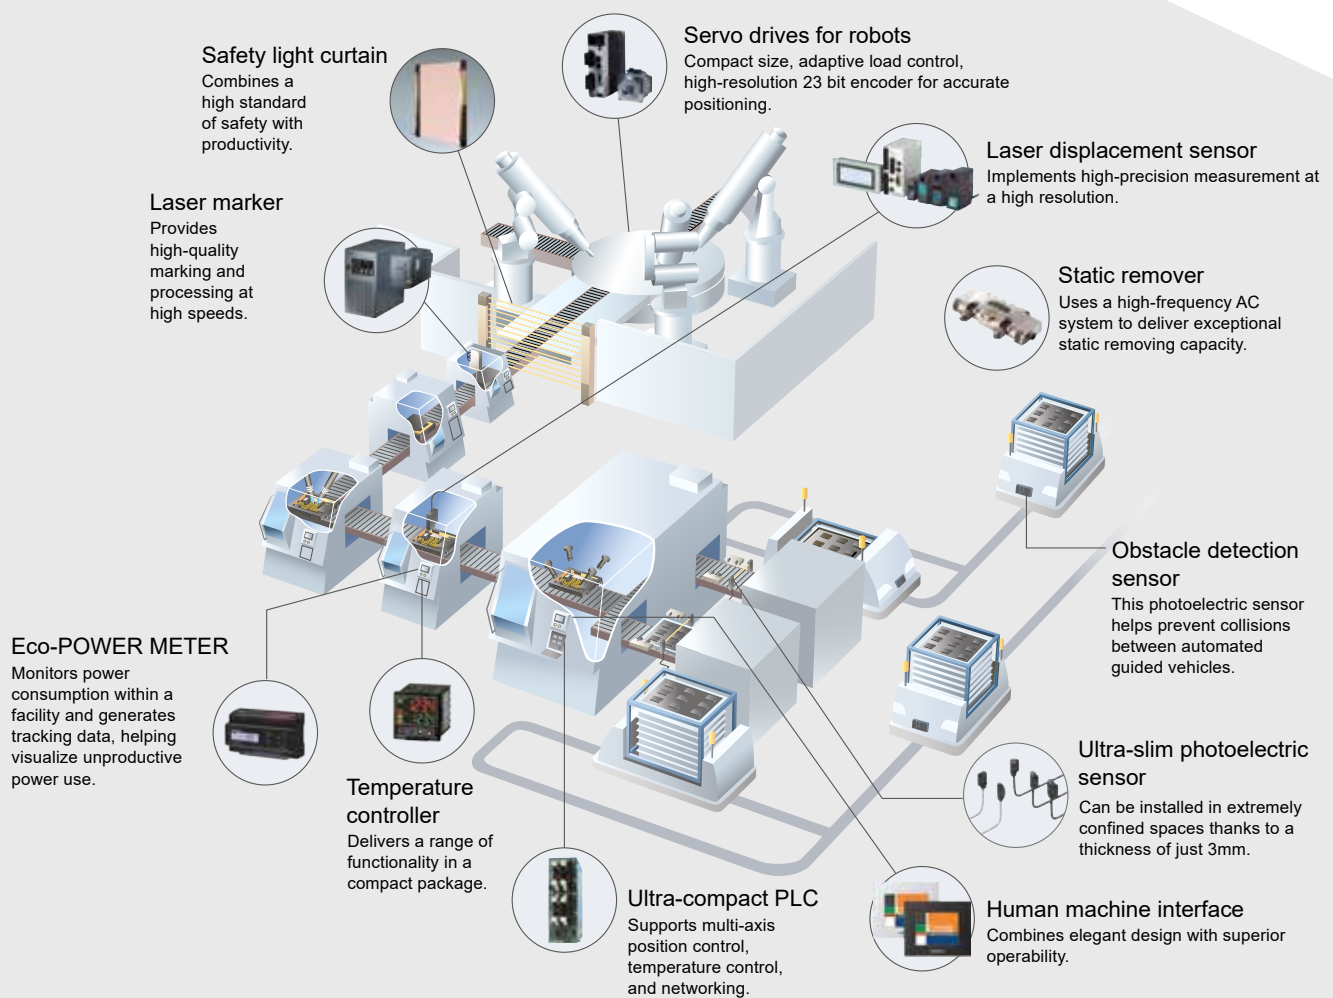 Safety light curtain
Combines a
high standard
of safety with
productivity.
Servo drives for robots
Compact size, adaptive load control,
high-resolution 23 bit encoder for accurate
positioning.
Laser displacement sensor
Implements high-precision measurement at
a high resolution.
Laser marker
Provides
high-quality
marking and
processing at
high speeds.
Static remover
Uses a high-frequency AC
system to deliver exceptional
static removing capacity.
Obstacle detection
sensor
This photoelectric sensor
helps prevent collisions
between automated
guided vehicles.
Eco-POWER METER
Monitors power
consumption within a
facility and generates
tracking data, helping
visualize unproductive
power use.
Temperature
controller
Delivers a range of
functionality in a
compact package.
Ultra-slim photoelectric
sensor
Can be installed in extremely
confined spaces thanks to a
thickness of just 3mm.
Ultra-compact PLC
Supports multi-axis
position control,
temperature control,
and networking.
Human machine interface
Combines elegant design with superior
operability.